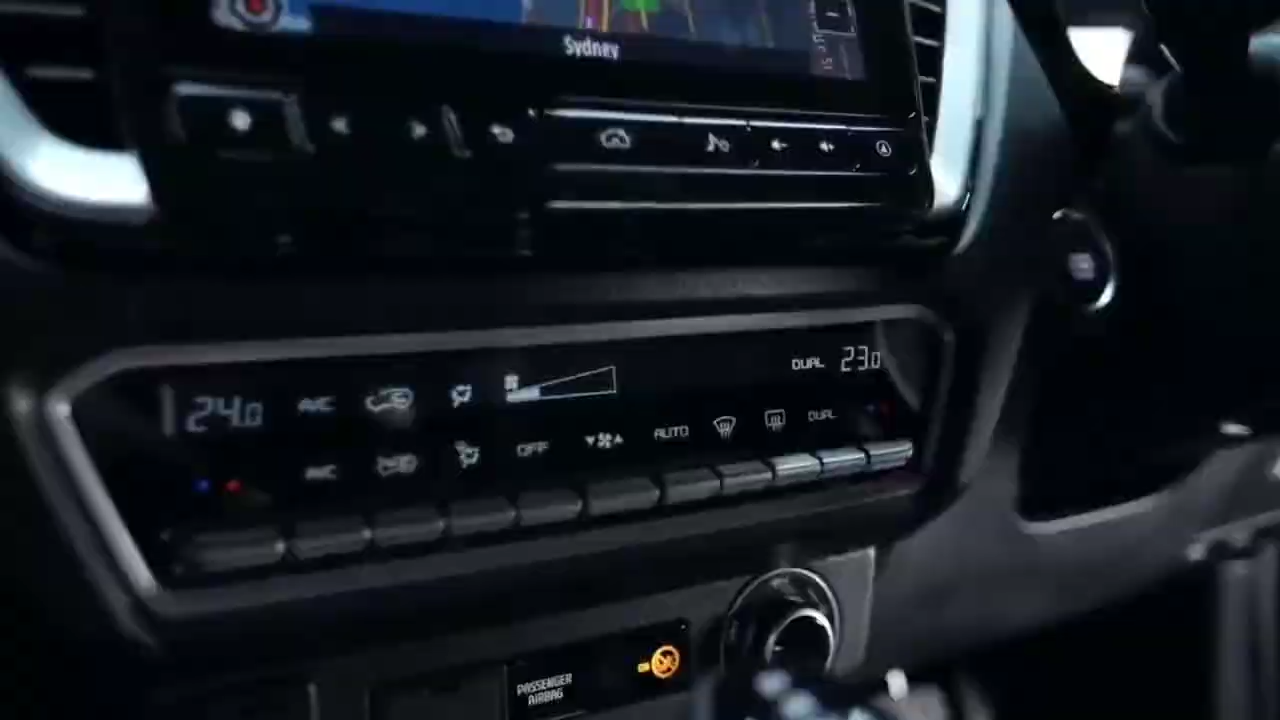 Sydney
24.0 A/C DUAL 23.0
A/C OFF AUTO DUAL
PASSENGER
AIRBAG